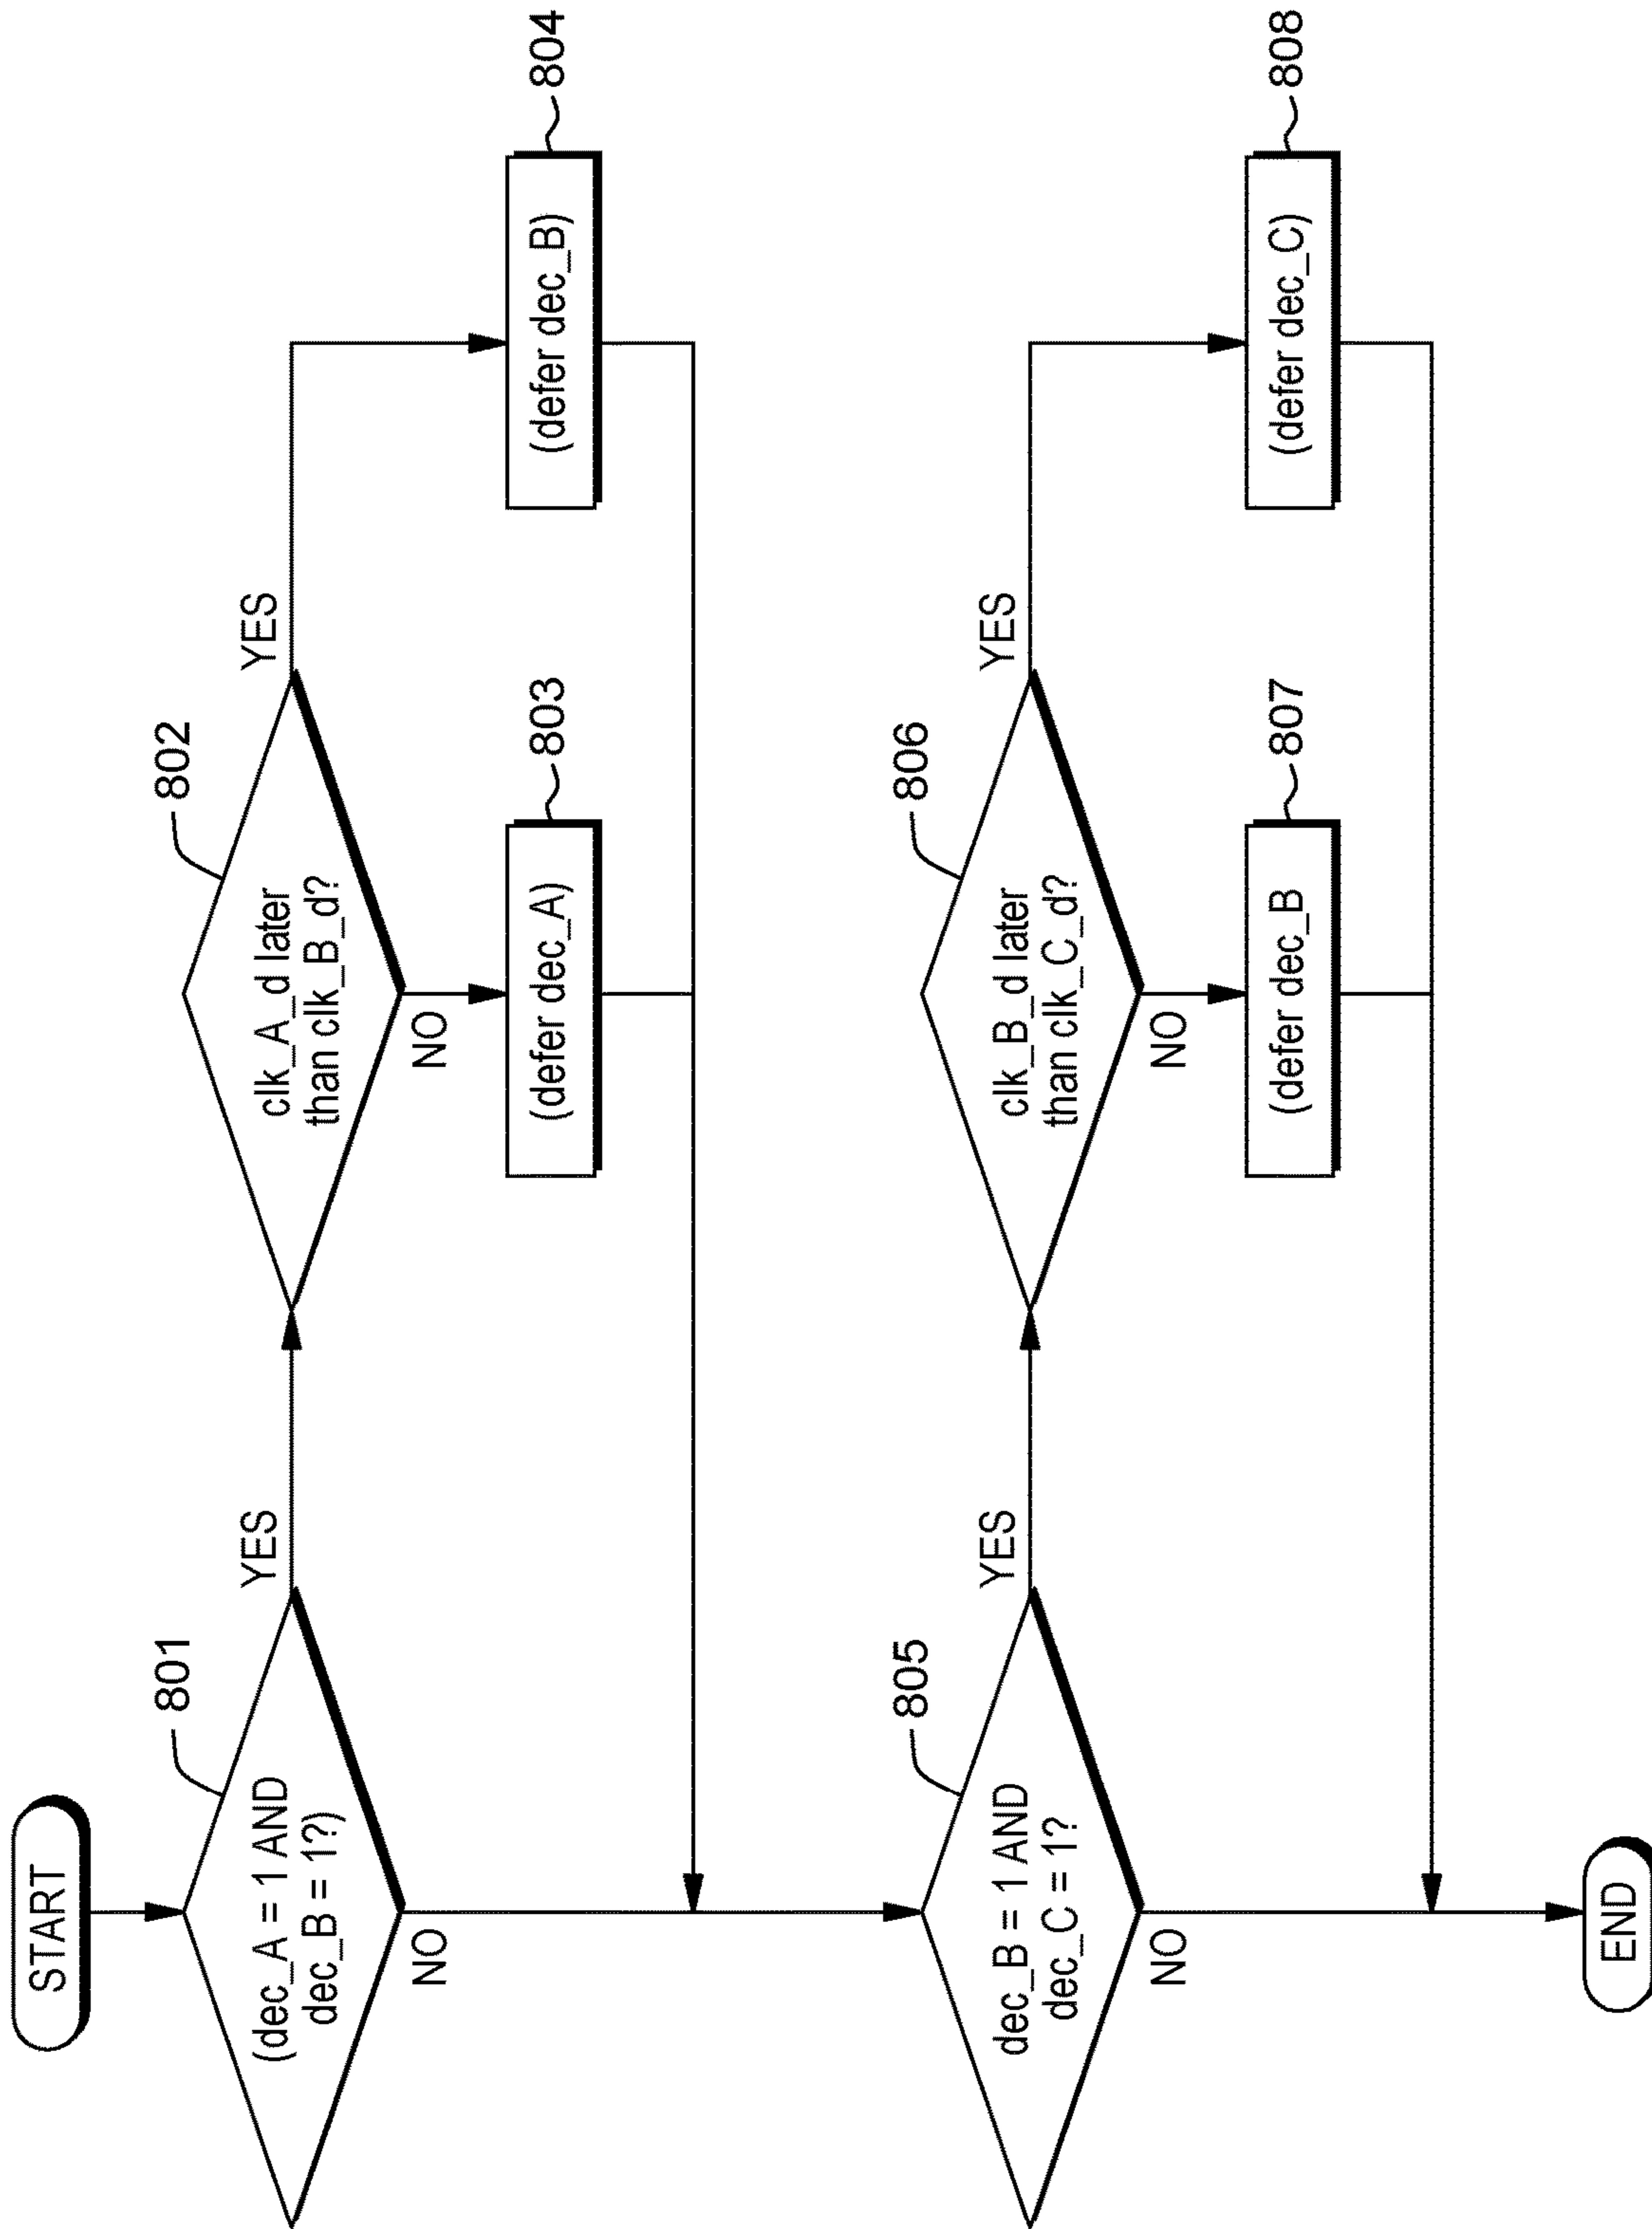 START
801
(dec_A = 1 AND
dec_B = 1?)
YES
NO
802
clk_A_d later
than clk_B_d?
YES
NO
803
(defer dec_A)
804
(defer dec_B)
805
dec_B = 1 AND
dec_C = 1?
YES
NO
806
clk_B_d later
than clk_C_d?
YES
NO
807
(defer dec_B
808
(defer dec_C)
END